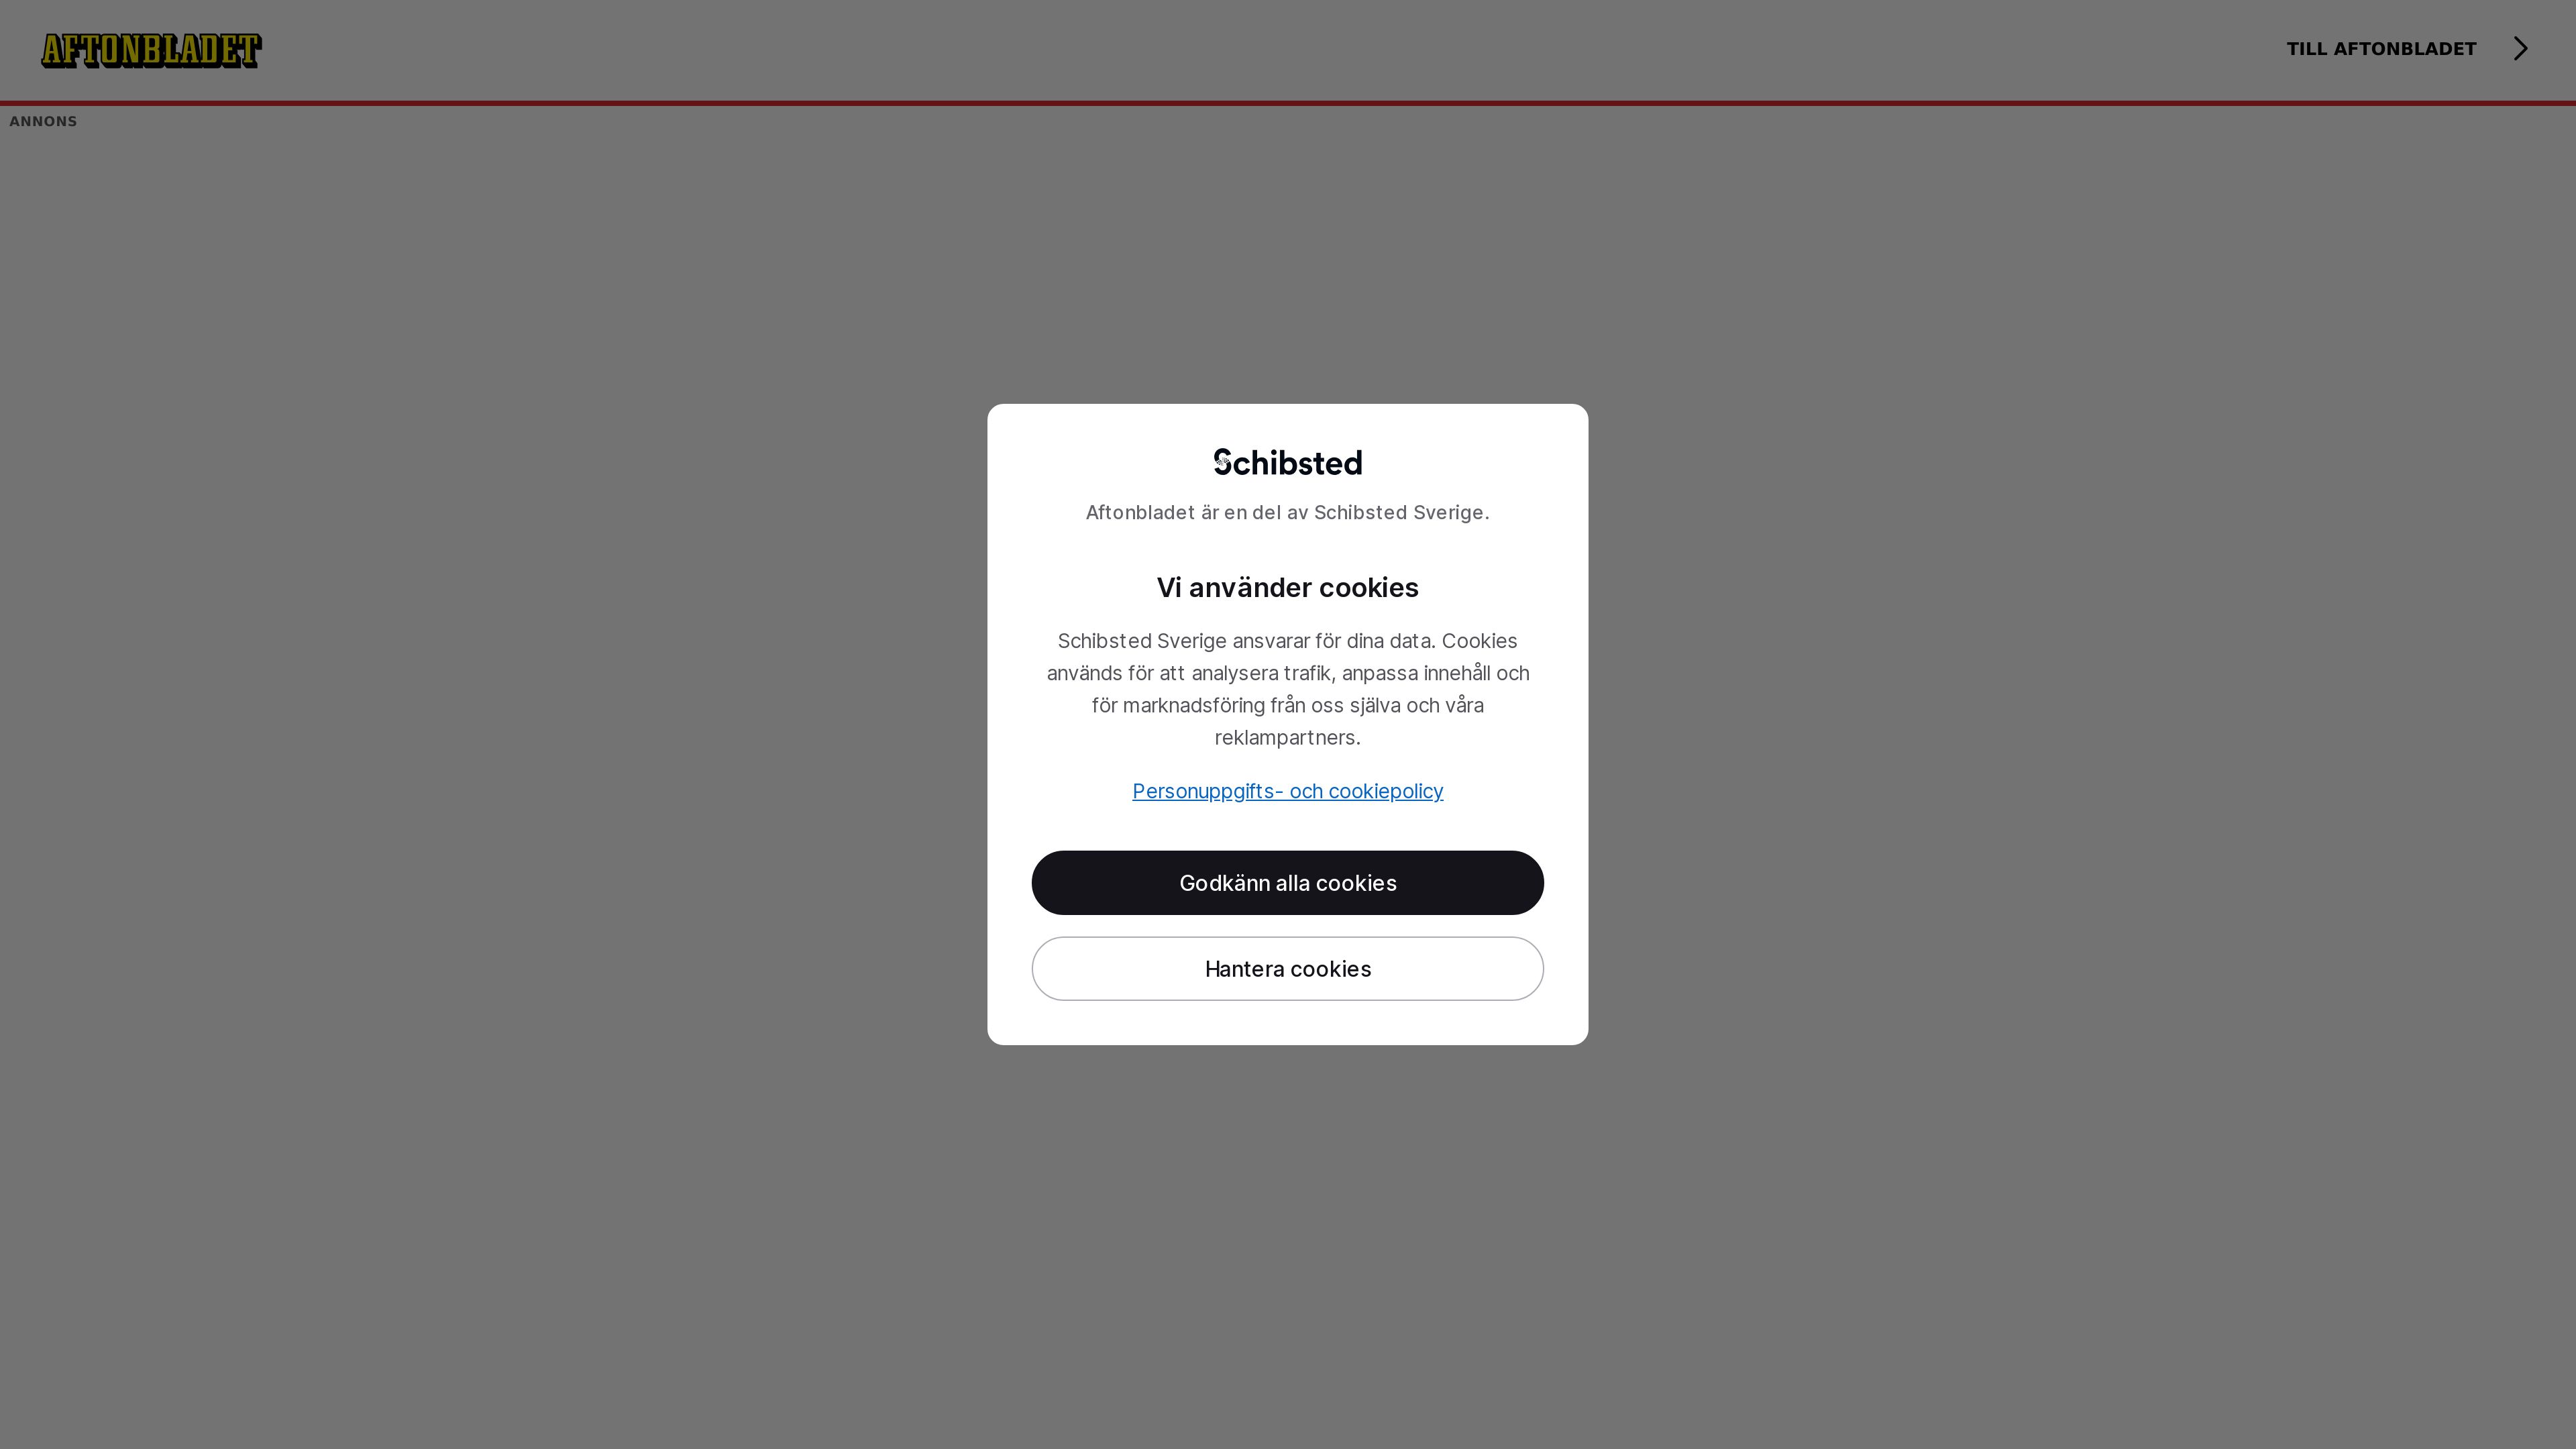 AFTONBLADET
TILL AFTONBLADET
ANNONS
Schibsted
Aftonbladet är en del av Schibsted Sverige.
Vi använder cookies
Schibsted Sverige ansvarar för dina data. Cookies
används för att analysera trafik, anpassa innehåll och
för marknadsföring från oss själva och våra
reklampartners.
Personuppgifts- och cookiepolicy
Godkänn alla cookies
Hantera cookies